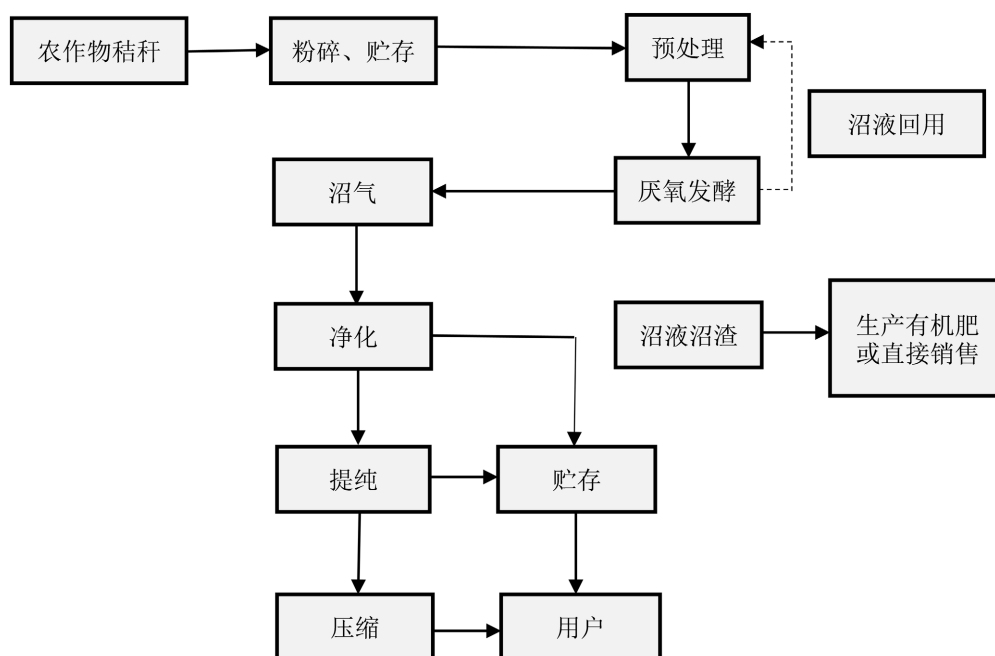 农作物秸秆
粉碎、贮存
预处理
沼液回用
沼气
厌氧发酵
净化
沼液沼渣
生产有机肥
或直接销售
提纯
贮存
压缩
用户